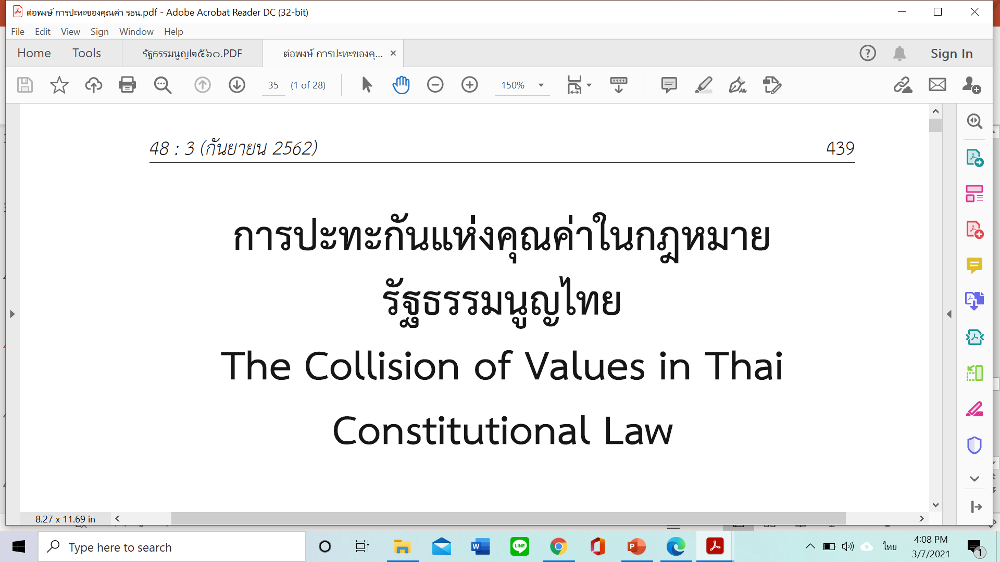 ต่อพงษ์ การปะทะของคุณค่า รธน.pdf - Adobe Acrobat Reader DC (32-bit)
File Edit View Sign Window Help
Home Tools รัฐธรรมนูญ๒๕๖๐.PDF ต่อพงษ์ การปะทะของคุ... Sign In
35 (1 of 28) 150%
48 : 3 (กันยายน 2562) 439
การปะทะกันแห่งคุณค่าในกฎหมาย
รัฐธรรมนูญไทย
The Collision of Values in Thai
Constitutional Law
8.27 x 11.69 in
Type here to search
ไทย
4:08 PM
3/7/2021
1